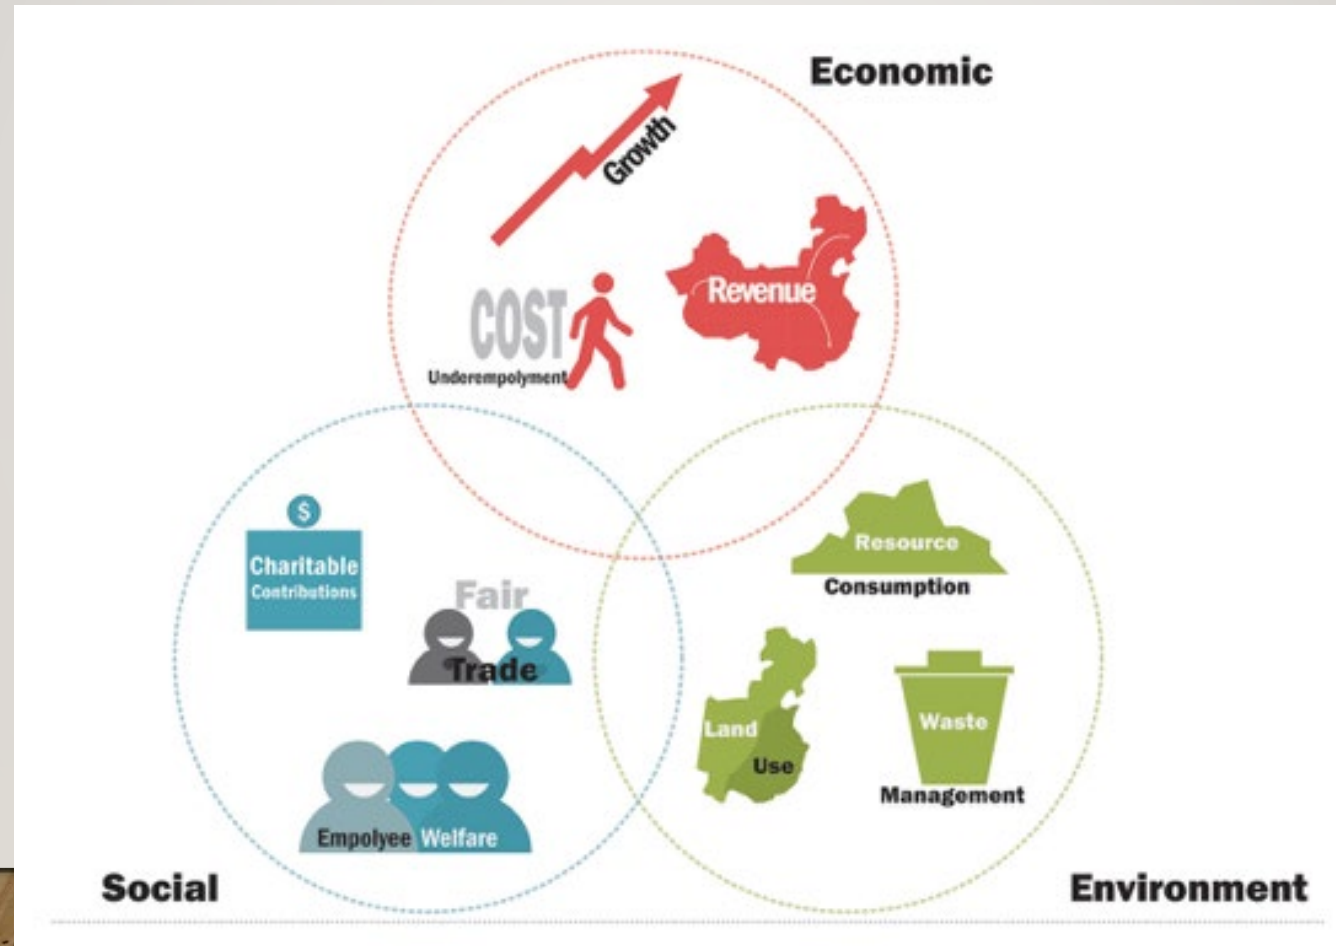 Economic
Growth
Revenue
COST
Underempolyment
$
Charitable
Contributions
Fair
Trade
Empolyee Welfare
Social
Resource
Consumption
Land
Use
Waste
Management
Environment